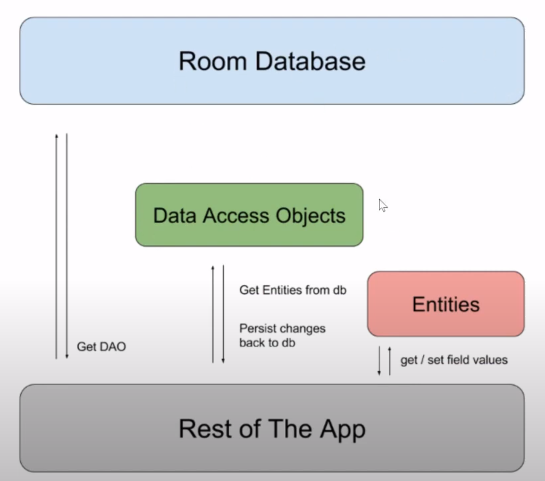 Room Database
Data Access Objects
Get Entities from db
Persist changes
back to db
Entities
Get DAO
get / set field values
Rest of The App